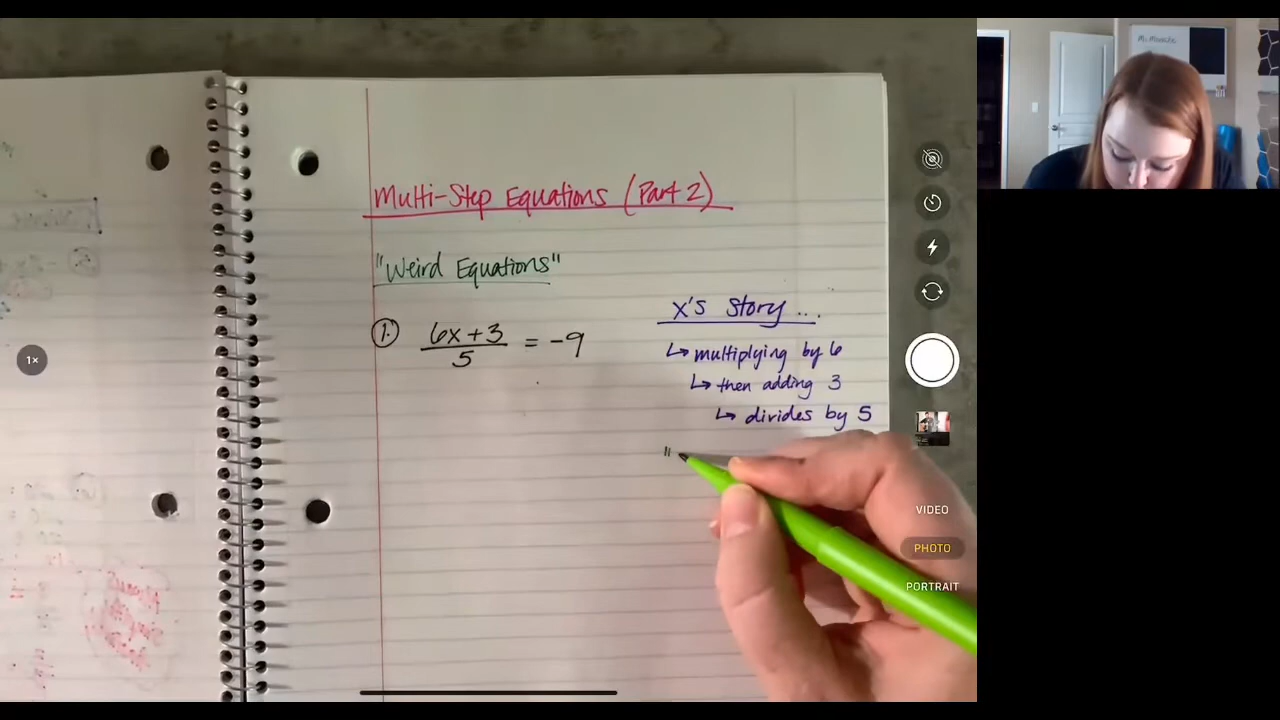 Multi-Step Equations (Part 2)
"Weird Equations"
1. 6x+3
5
= -9
x's story...
↳ multiplying by 6
↳ then adding 3
↳ divides by 5
"
1×
VIDEO
PHOTO
PORTRAIT